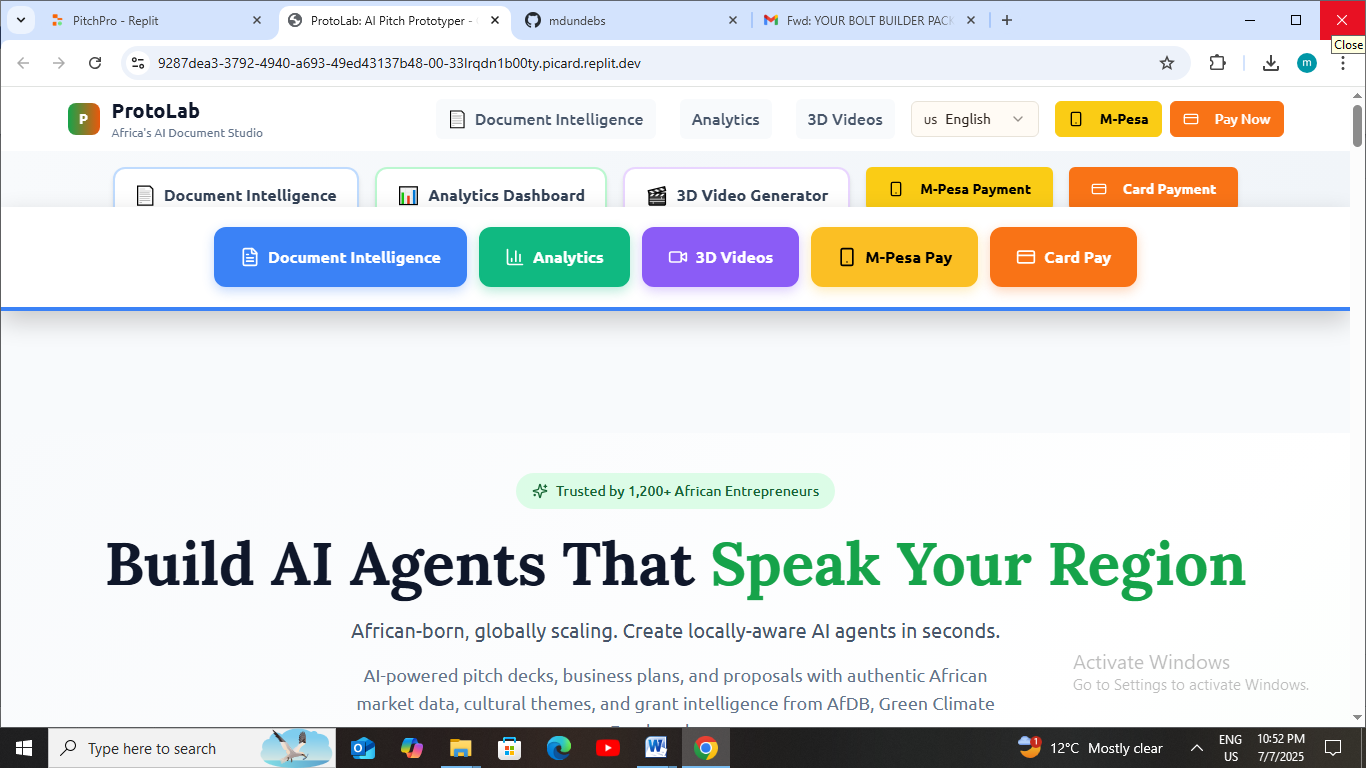 PitchPro - Replit
ProtoLab: AI Pitch Prototyper -
mdundebs
Fwd: YOUR BOLT BUILDER PACK
Close
9287dea3-3792-4940-a693-49ed43137b48-00-33lrqdn1b00ty.picard.replit.dev
m
P
ProtoLab
Africa's AI Document Studio
Document Intelligence
Analytics
3D Videos
us English
M-Pesa
Pay Now
Document Intelligence
Analytics Dashboard
3D Video Generator
M-Pesa Payment
Card Payment
Document Intelligence
Analytics
3D Videos
M-Pesa Pay
Card Pay
Trusted by 1,200+ African Entrepreneurs
Build AI Agents That Speak Your Region
African-born, globally scaling. Create locally-aware AI agents in seconds.
AI-powered pitch decks, business plans, and proposals with authentic African
market data, cultural themes, and grant intelligence from AfDB, Green Climate
Activate Windows
Go to Settings to activate Windows.
Type here to search
1
12°C Mostly clear
ENG
US
10:52 PM
7/7/2025